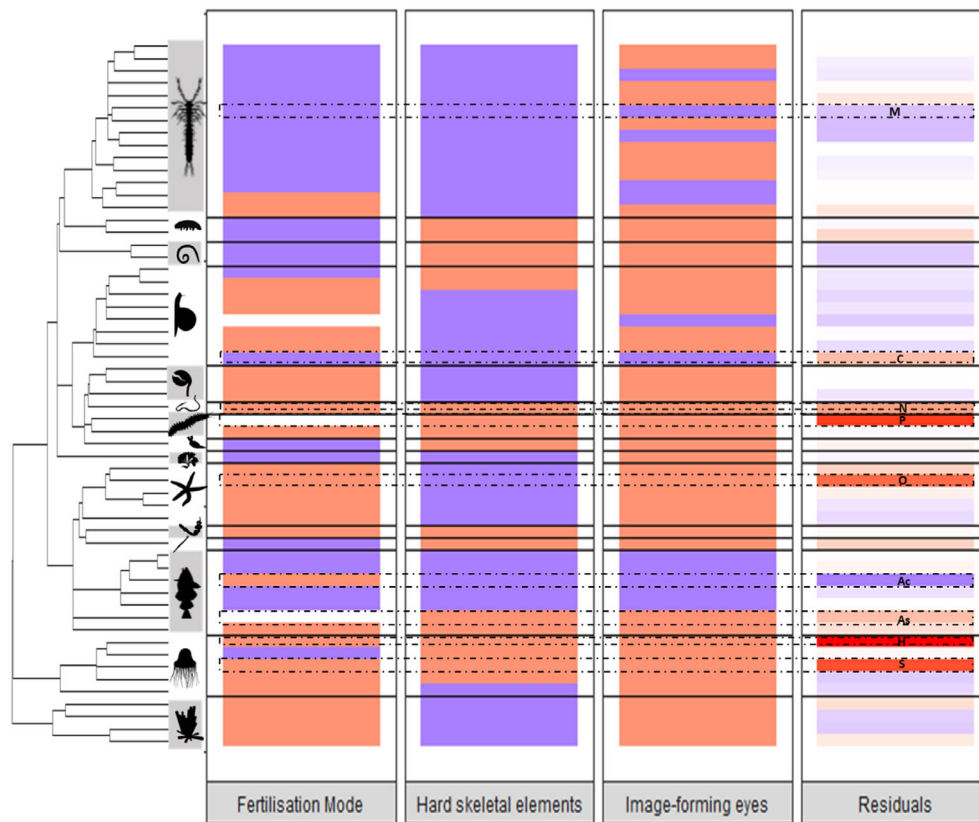 M
C
N
P
O
Ac
As
H
S
Fertilisation Mode
Hard skeletal elements
Image-forming eyes
Residuals